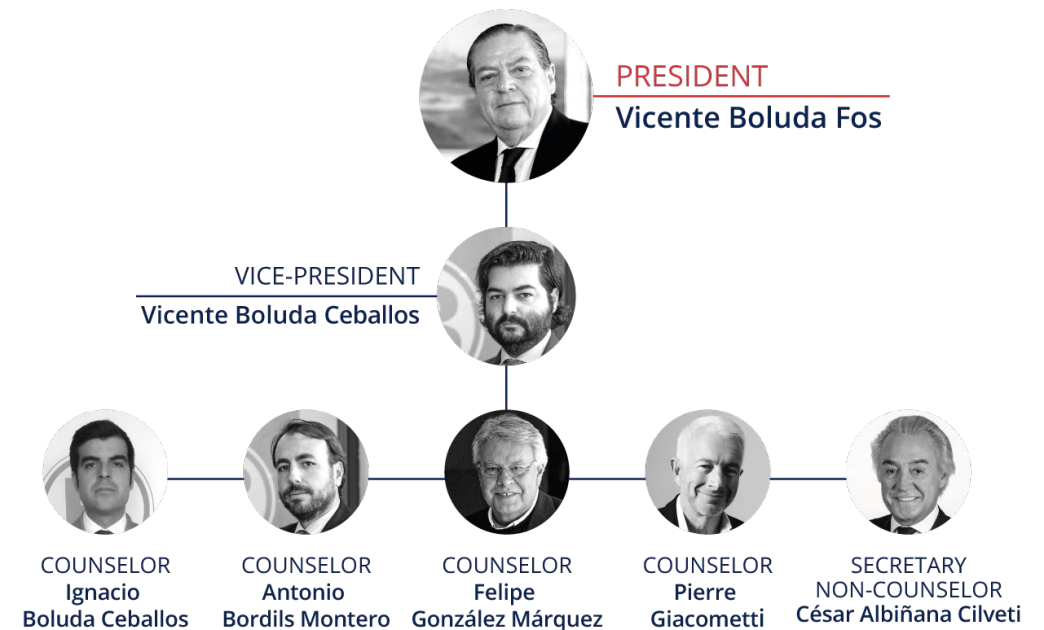 PRESIDENT
Vicente Boluda Fos
VICE-PRESIDENT
Vicente Boluda Ceballos
COUNSELOR
Ignacio
Boluda Ceballos
COUNSELOR
Antonio
Bordils Montero
COUNSELOR
Felipe
González Márquez
COUNSELOR
Pierre
Giacometti
SECRETARY
NON-COUNSELOR
César Albiñana Cilveti